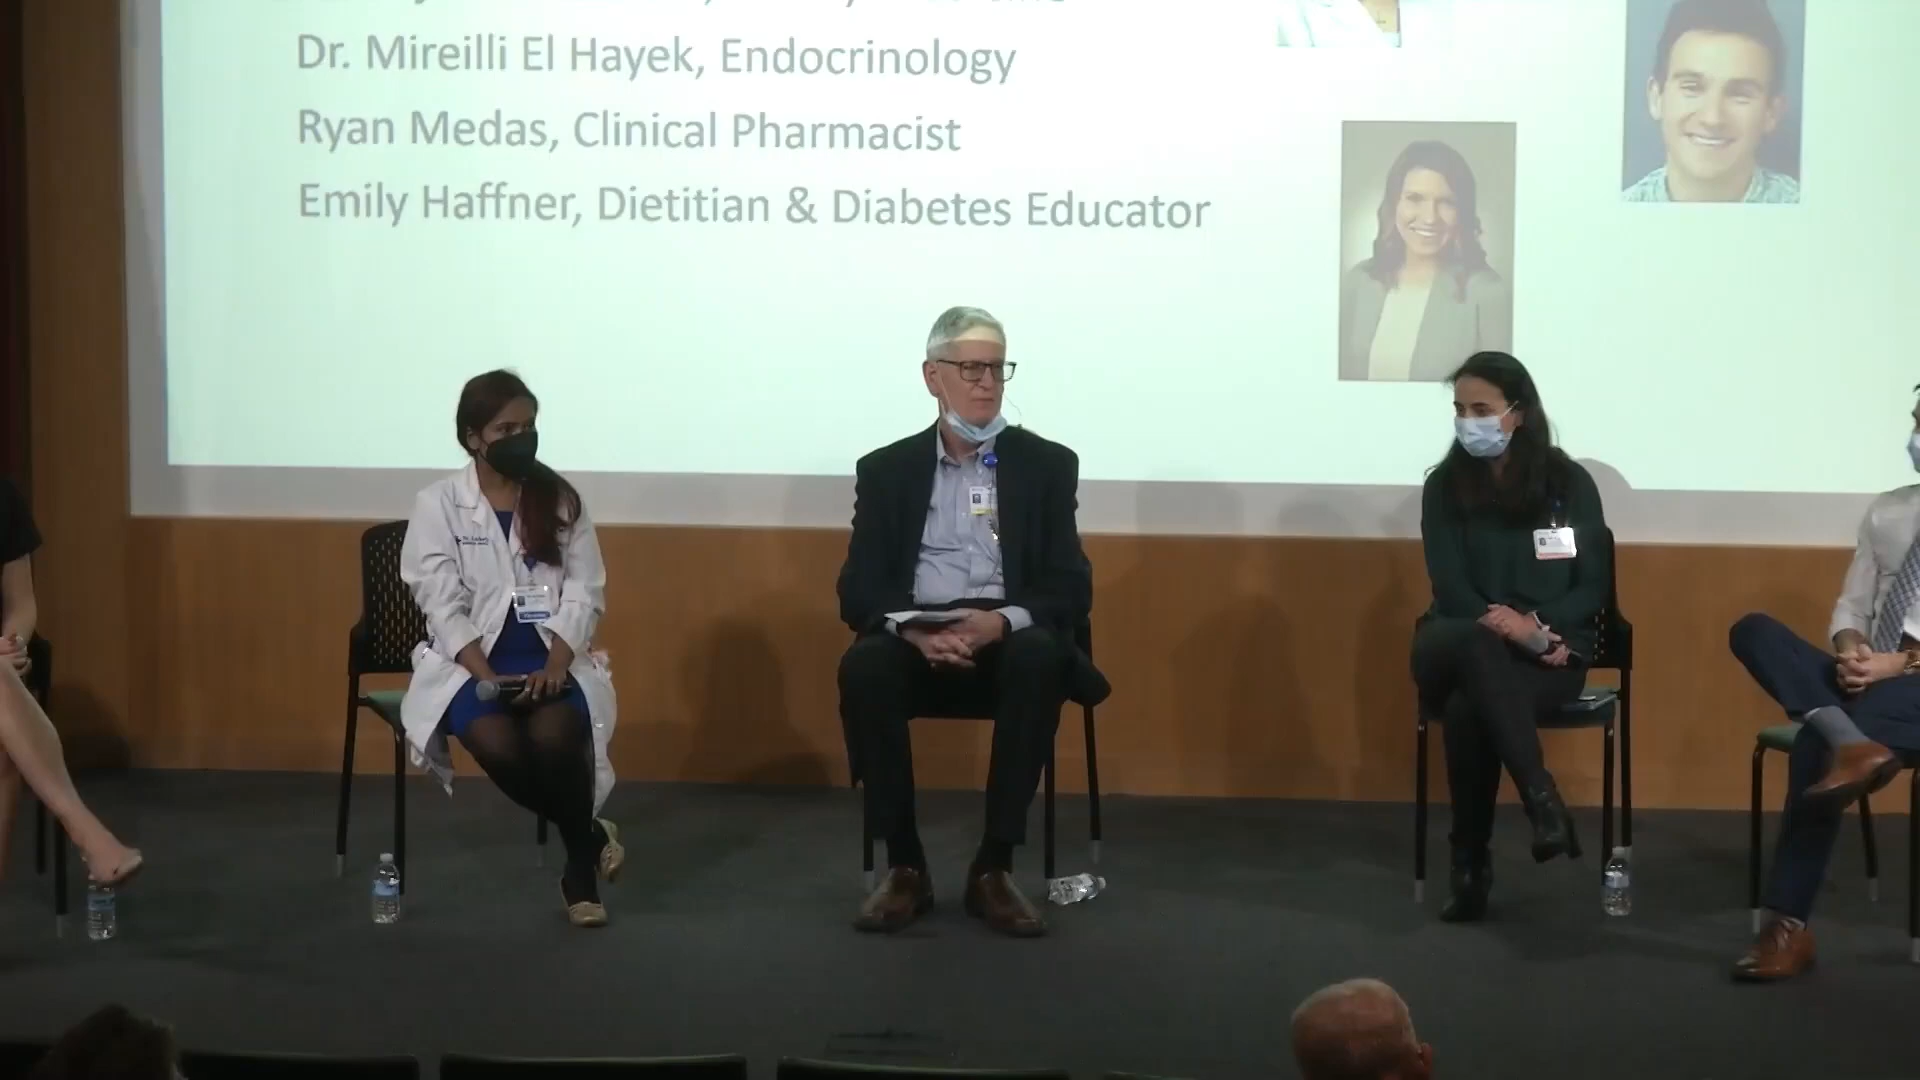 Dr. Mireilli El Hayek, Endocrinology
Ryan Medas, Clinical Pharmacist
Emily Haffner, Dietitian & Diabetes Educator